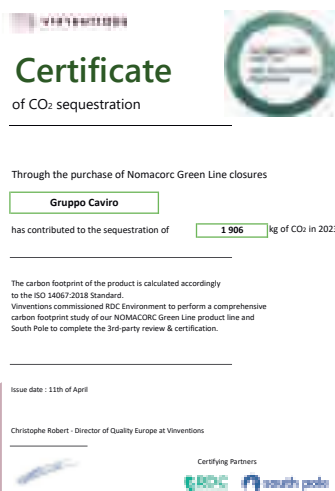 Certificate
of CO2 sequestration
Through the purchase of Nomacorc Green Line closures
Gruppo Caviro
has contributed to the sequestration of 1 906 kg of CO2 in 2023
The carbon footprint of the product is calculated accordingly
to the ISO 14067:2018 Standard.
Vinventions commissioned RDC Environment to perform a comprehensive
carbon footprint study of our NOMACORC Green Line product line and
South Pole to complete the 3rd-party review & certification.
Issue date : 11th of April
Christophe Robert - Director of Quality Europe at Vinventions
Certifying Partners
RDC south pole